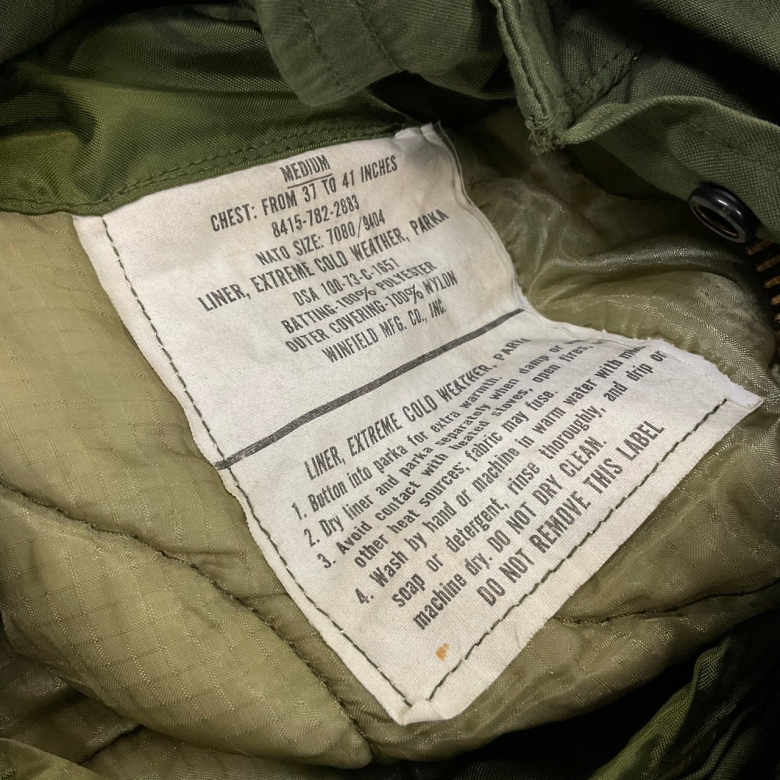 MEDIUM
CHEST: FROM 37 TO 41 INCHES
8415-782-2883
NATO SIZE: 7080/9404
LINER, EXTREME COLD WEATHER, PARKA
DSA 100-73-C-1651
BATTING-100% POLYESTER
OUTER COVERING-100% NYLON
WINFIELD MFG. CO., INC.
LINER, EXTREME COLD WEATHER,
1. Button into parka for extra warmth.
2. Dry liner and parka separately when damp or
3. Avoid contact with heated stoves, open fires,
other heat sources; fabric may fuse.
4. Wash by hand or machine in warm water with
soap or detergent, rinse thoroughly, and drip or
machine dry. DO NOT DRY CLEAN.
DO NOT REMOVE THIS LABEL